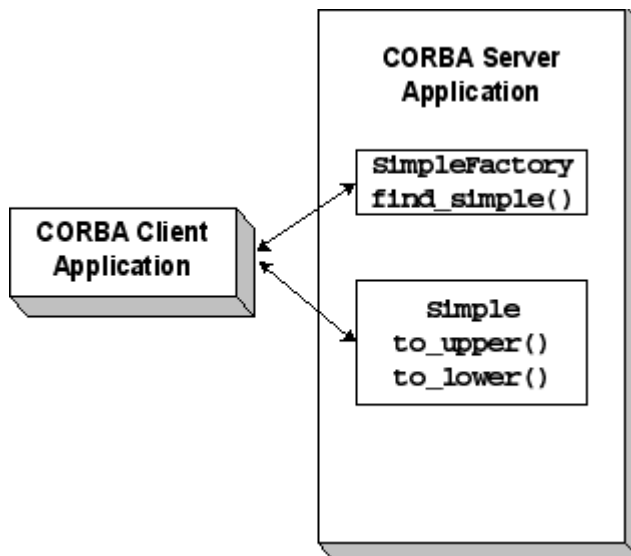 CORBA Server
Application
SimpleFactory
find_simple()
CORBA Client
Application
Simple
to_upper()
to_lower()